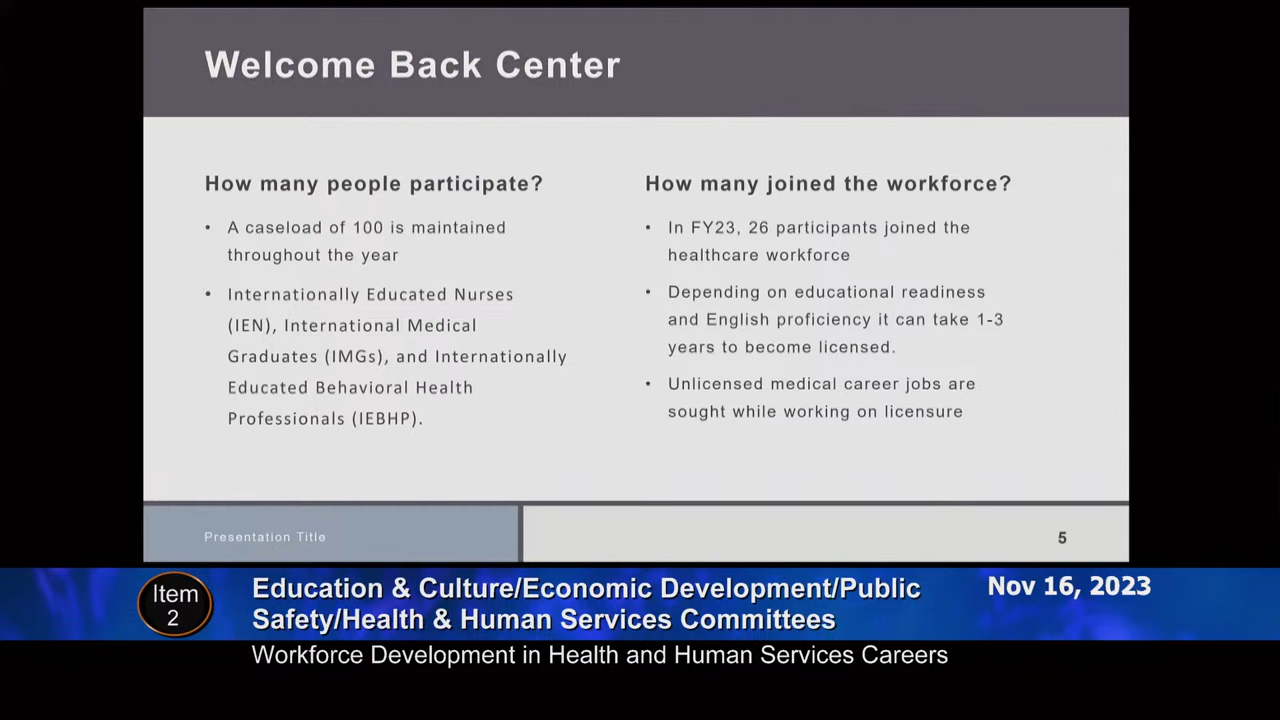 Welcome Back Center
How many people participate?
• A caseload of 100 is maintained
throughout the year
• Internationally Educated Nurses
(IEN), International Medical
Graduates (IMGs), and Internationally
Educated Behavioral Health
Professionals (IEBHP).
How many joined the workforce?
• In FY23, 26 participants joined the
healthcare workforce
• Depending on educational readiness
and English proficiency it can take 1-3
years to become licensed.
• Unlicensed medical career jobs are
sought while working on licensure
Presentation Title
5
Item
2
Education & Culture/Economic Development/Public
Safety/Health & Human Services Committees
Nov 16, 2023
Workforce Development in Health and Human Services Careers